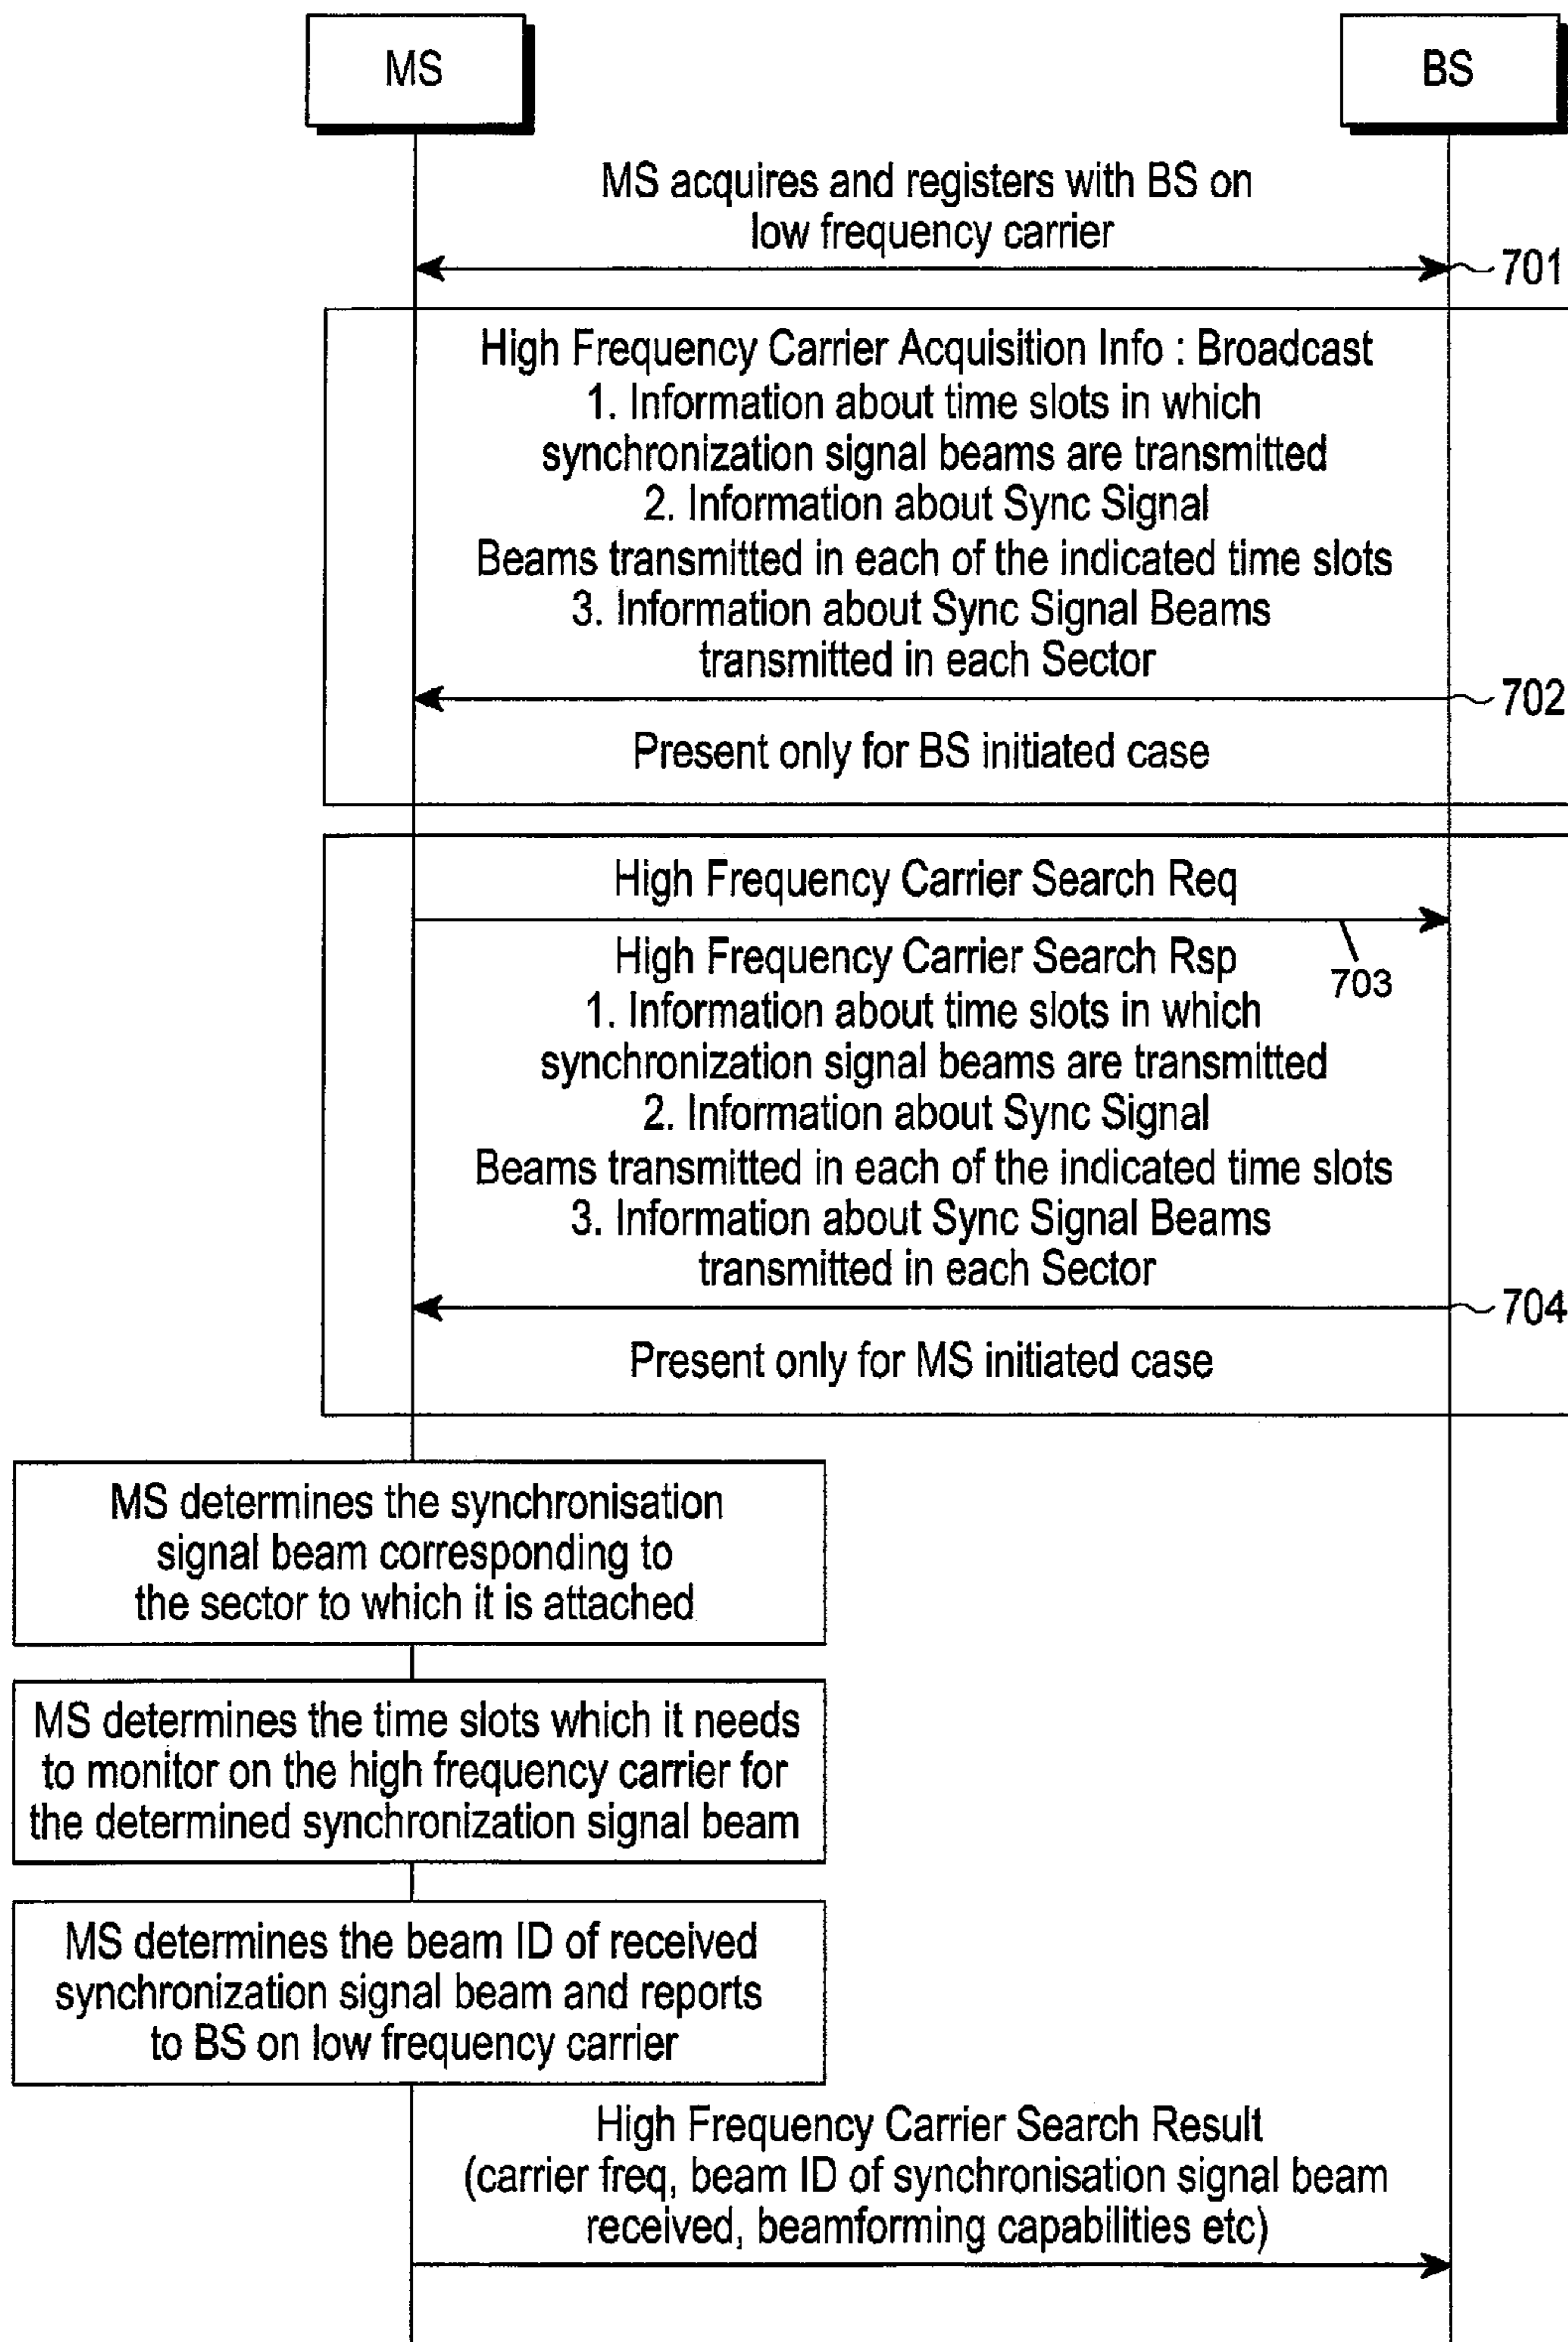 MS
BS
MS acquires and registers with BS on
low frequency carrier
701
High Frequency Carrier Acquisition Info : Broadcast
1. Information about time slots in which
synchronization signal beams are transmitted
2. Information about Sync Signal
Beams transmitted in each of the indicated time slots
3. Information about Sync Signal Beams
transmitted in each Sector
702
Present only for BS initiated case
High Frequency Carrier Search Req
703
High Frequency Carrier Search Rsp
1. Information about time slots in which
synchronization signal beams are transmitted
2. Information about Sync Signal
Beams transmitted in each of the indicated time slots
3. Information about Sync Signal Beams
transmitted in each Sector
704
Present only for MS initiated case
MS determines the synchronisation
signal beam corresponding to
the sector to which it is attached
MS determines the time slots which it needs
to monitor on the high frequency carrier for
the determined synchronization signal beam
MS determines the beam ID of received
synchronization signal beam and reports
to BS on low frequency carrier
High Frequency Carrier Search Result
(carrier freq, beam ID of synchronisation signal beam
received, beamforming capabilities etc)